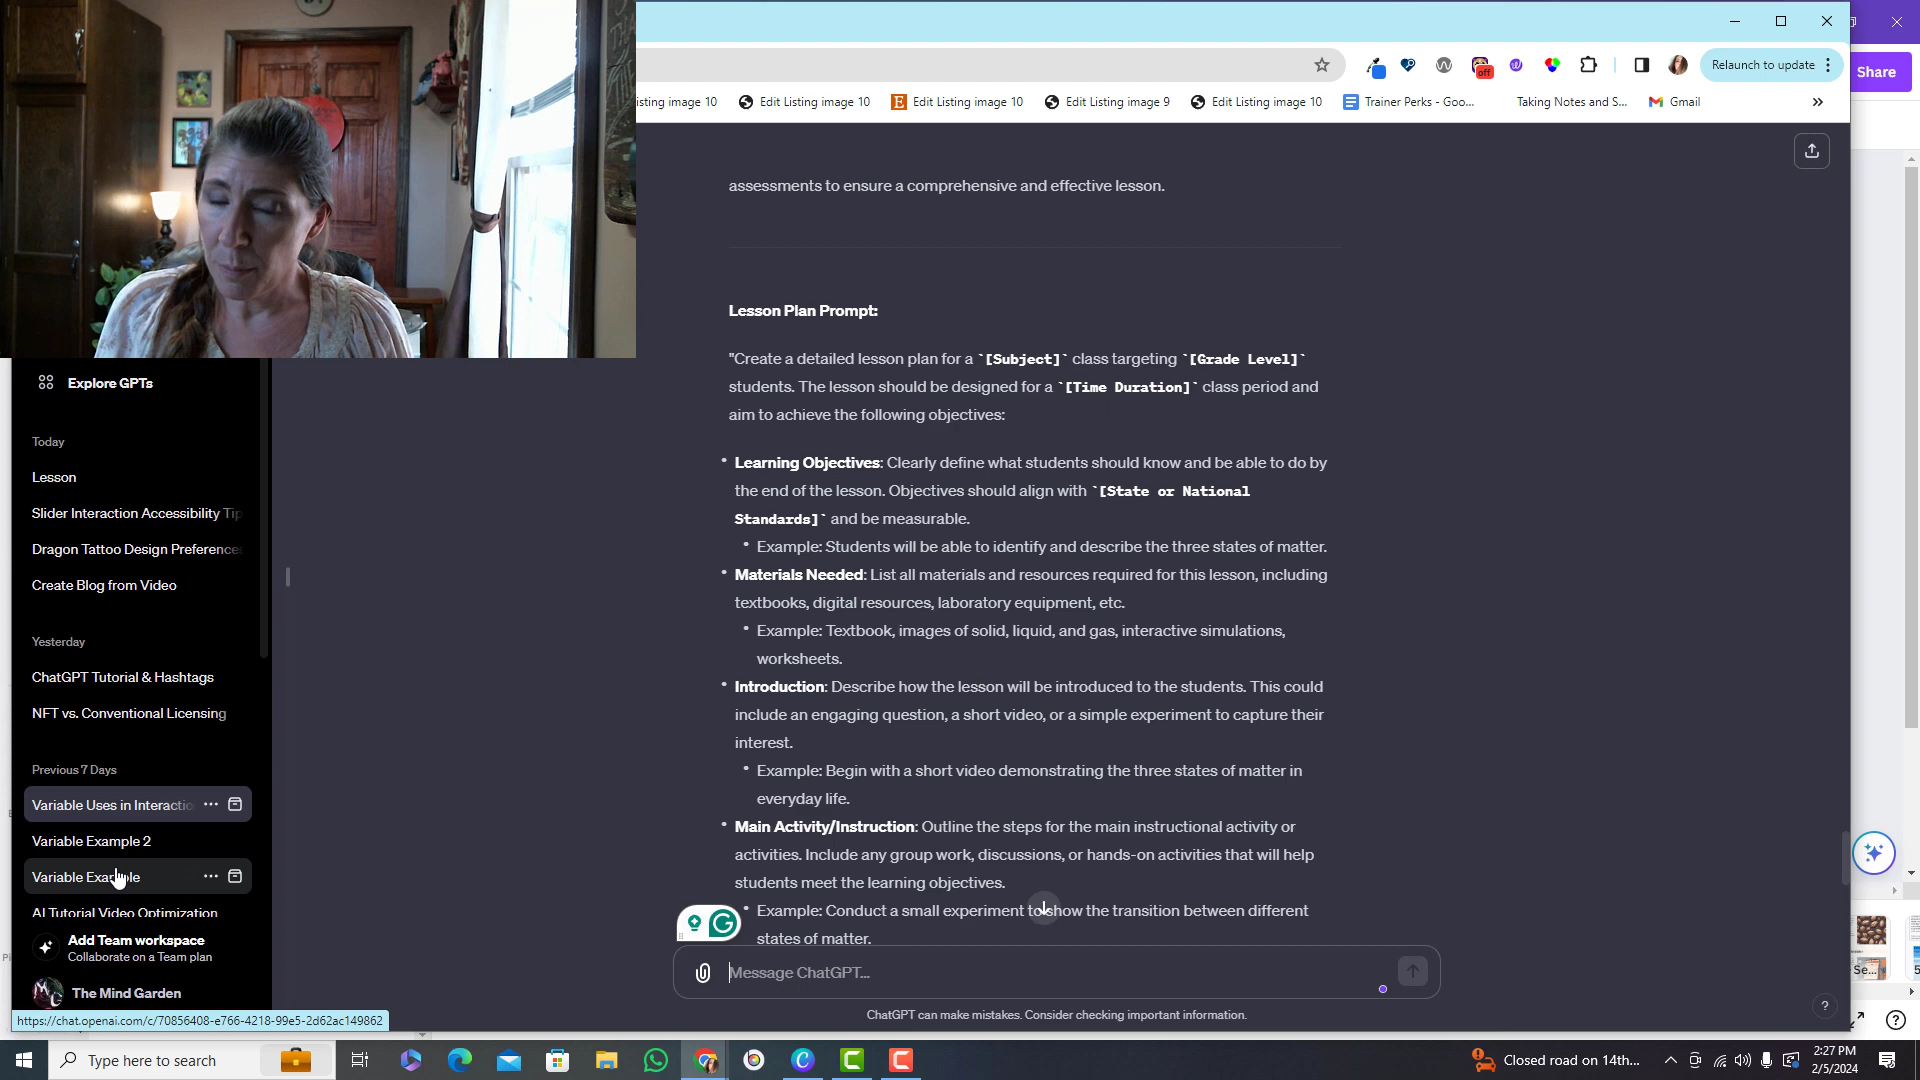 Relaunch to update
Share
isting image 10
Edit Listing image 10
Edit Listing image 10
Edit Listing image 9
Edit Listing image 10
Trainer Perks - Goo...
Taking Notes and S...
Gmail
off
assessments to ensure a comprehensive and effective lesson.
Lesson Plan Prompt:
"Create a detailed lesson plan for a `[Subject]` class targeting `[Grade Level]`
students. The lesson should be designed for a `[Time Duration]` class period and
aim to achieve the following objectives:
• Learning Objectives: Clearly define what students should know and be able to do by
the end of the lesson. Objectives should align with `[State or National
Standards]` and be measurable.
• Example: Students will be able to identify and describe the three states of matter.
• Materials Needed: List all materials and resources required for this lesson, including
textbooks, digital resources, laboratory equipment, etc.
• Example: Textbook, images of solid, liquid, and gas, interactive simulations,
worksheets.
• Introduction: Describe how the lesson will be introduced to the students. This could
include an engaging question, a short video, or a simple experiment to capture their
interest.
• Example: Begin with a short video demonstrating the three states of matter in
everyday life.
• Main Activity/Instruction: Outline the steps for the main instructional activity or
activities. Include any group work, discussions, or hands-on activities that will help
students meet the learning objectives.
• Example: Conduct a small experiment to show the transition between different
states of matter.
Message ChatGPT...
ChatGPT can make mistakes. Consider checking important information.
?
Explore GPTs
Today
Lesson
Slider Interaction Accessibility Tip
Dragon Tattoo Design Preferences
Create Blog from Video
Yesterday
ChatGPT Tutorial & Hashtags
NFT vs. Conventional Licensing
Previous 7 Days
Variable Uses in Interactio
Variable Example 2
Variable Example
AI Tutorial Video Optimization
Add Team workspace
Collaborate on a Team plan
The Mind Garden
https://chat.openai.com/c/70856408-e766-4218-99e5-2d62ac149862
Se...
Type here to search
Closed road on 14th...
2:27 PM
2/5/2024